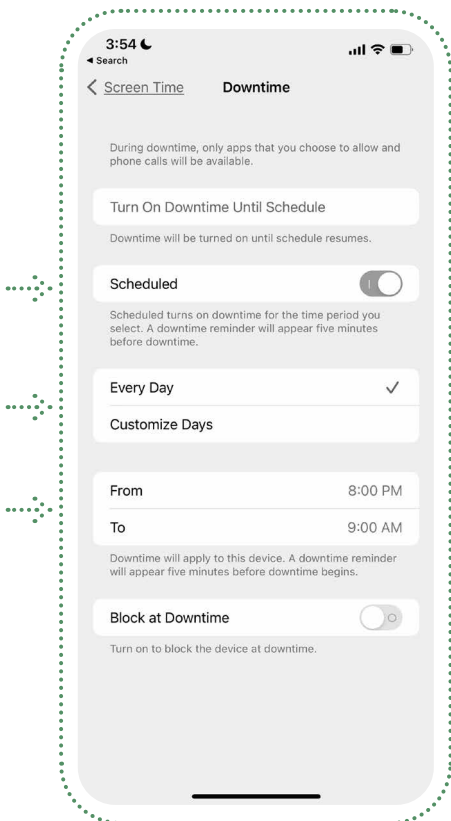 3:54
Search
Screen Time Downtime
During downtime, only apps that you choose to allow and
phone calls will be available.
Turn On Downtime Until Schedule
Downtime will be turned on until schedule resumes.
Scheduled
Scheduled turns on downtime for the time period you
select. A downtime reminder will appear five minutes
before downtime.
Every Day
Customize Days
From 8:00 PM
To 9:00 AM
Downtime will apply to this device. A downtime reminder
will appear five minutes before downtime begins.
Block at Downtime
Turn on to block the device at downtime.